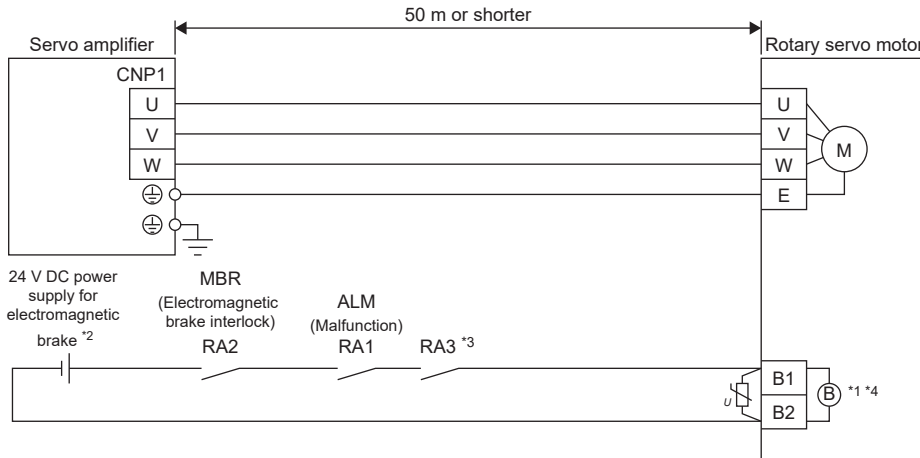 50 m or shorter
Servo amplifier
Rotary servo motor
CNP1
U
V
W
U
V
W
E
M
24 V DC power
supply for
electromagnetic
brake *2
MBR
(Electromagnetic
brake interlock)
RA2
ALM
(Malfunction)
RA1
RA3 *3
U
B1
B2
B
*1 *4